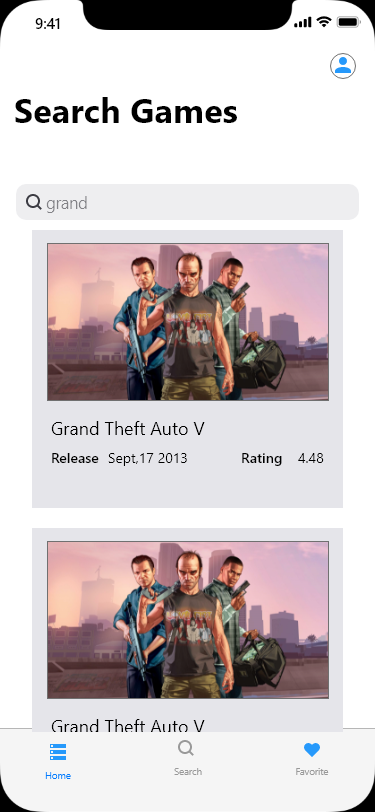 9:41
Search Games
grand
Grand Theft Auto V
Release Sept,17 2013 Rating 4.48
Grand Theft Auto V
Home Search Favorite